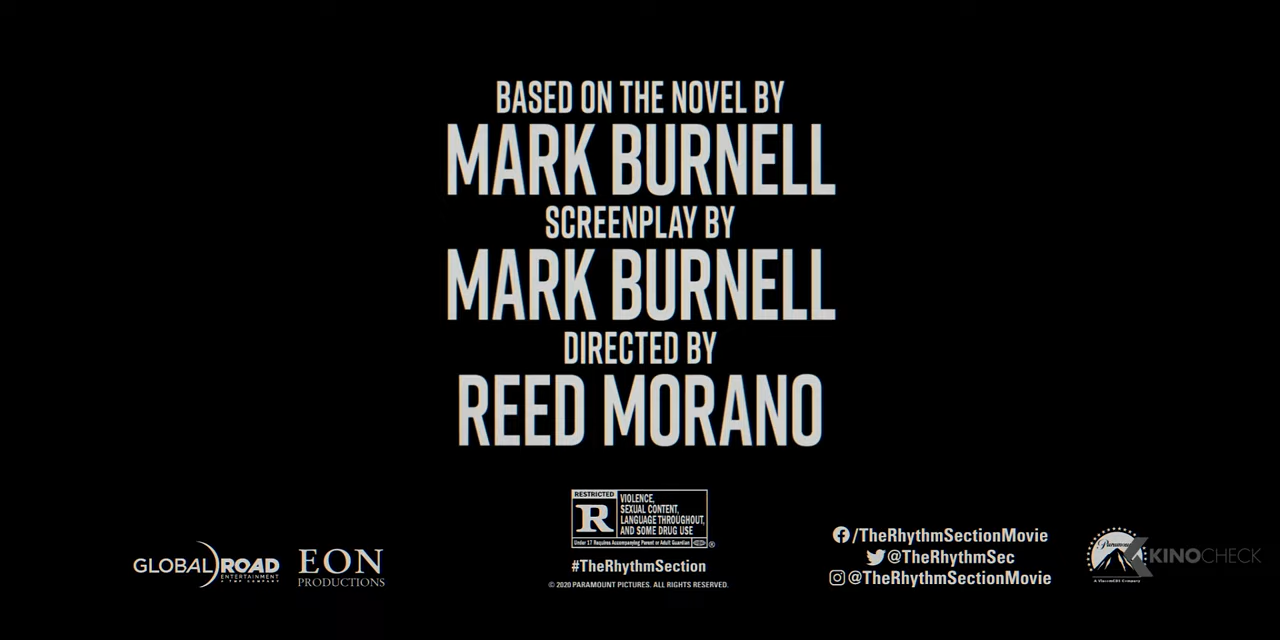 BASED ON THE NOVEL BY
MARK BURNELL
SCREENPLAY BY
MARK BURNELL
DIRECTED BY
REED MORANO
RESTRICTED
R
VIOLENCE,
SEXUAL CONTENT,
LANGUAGE THROUGHOUT,
AND SOME DRUG USE
Under 17 Requires Accompanying Parent or Adult Guardian
®
#TheRhythmSection
© 2020 PARAMOUNT PICTURES. ALL RIGHTS RESERVED.
GLOBAL ROAD
ENTERTAINMENT
EON
PRODUCTIONS
/TheRhythmSectionMovie
@TheRhythmSec
@TheRhythmSectionMovie
Paramount
A ViacomCBS Company
KINOCHECK